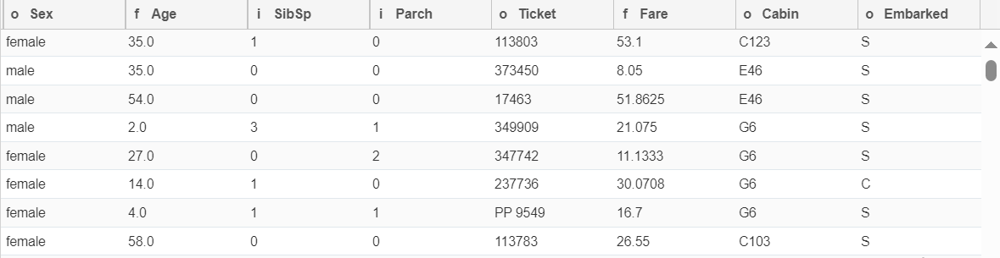 o Sex f Age i SibSp i Parch o Ticket f Fare o Cabin o Embarked
female 35.0 1 0 113803 53.1 C123 S
male 35.0 0 0 373450 8.05 E46 S
male 54.0 0 0 17463 51.8625 E46 S
male 2.0 3 1 349909 21.075 G6 S
female 27.0 0 2 347742 11.1333 G6 S
female 14.0 1 0 237736 30.0708 G6 C
female 4.0 1 1 PP 9549 16.7 G6 S
female 58.0 0 0 113783 26.55 C103 S